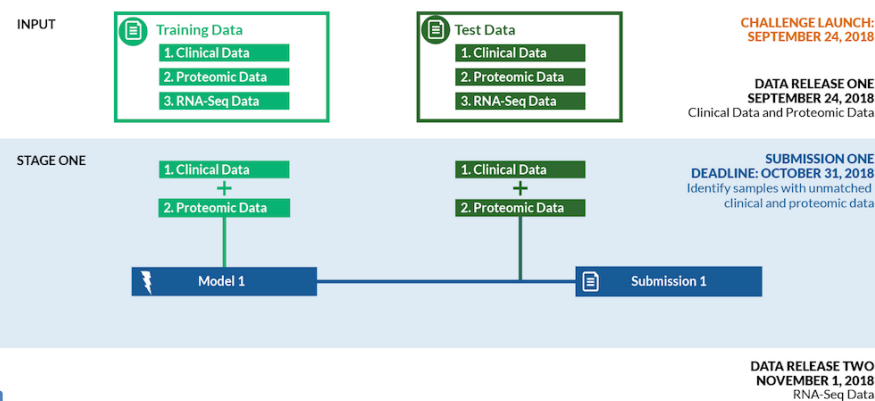 INPUT
Training Data
1. Clinical Data
2. Proteomic Data
3. RNA-Seq Data
Test Data
1. Clinical Data
2. Proteomic Data
3. RNA-Seq Data
CHALLENGE LAUNCH:
SEPTEMBER 24, 2018
DATA RELEASE ONE
SEPTEMBER 24, 2018
Clinical Data and Proteomic Data
STAGE ONE
1. Clinical Data
+
2. Proteomic Data
1. Clinical Data
+
2. Proteomic Data
SUBMISSION ONE
DEADLINE: OCTOBER 31, 2018
Identify samples with unmatched
clinical and proteomic data
Model 1
Submission 1
DATA RELEASE TWO
NOVEMBER 1, 2018
RNA-Seq Data